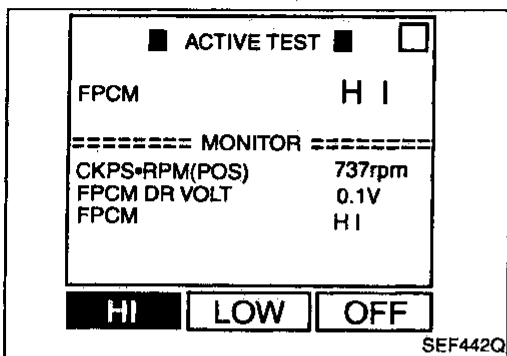 ■ ACTIVE TEST ■ □
FPCM HI
======== MONITOR ========
CKPS•RPM(POS) 737rpm
FPCM DR VOLT 0.1V
FPCM HI
HI LOW OFF
SEF442Q